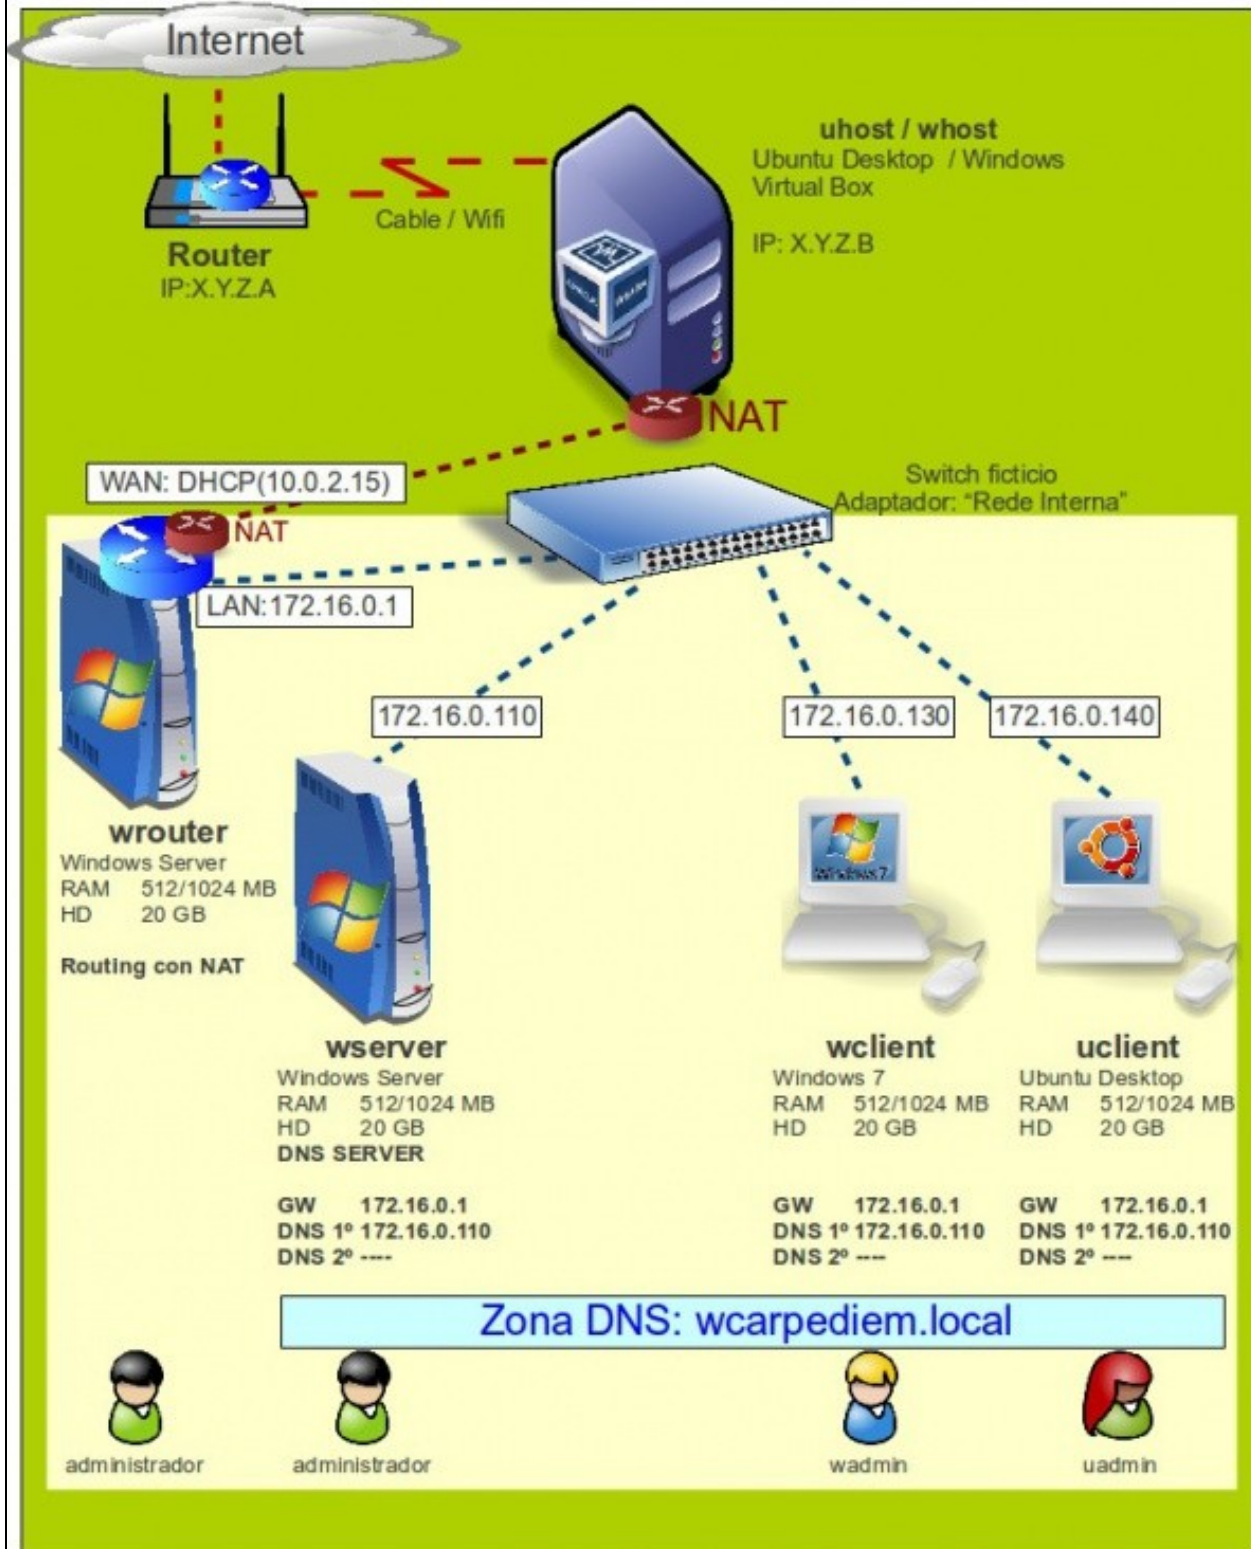 Internet
uhost / whost
Ubuntu Desktop / Windows
Virtual Box
Cable / Wifi
IP: X.Y.Z.B
Router
IP:X.Y.Z.A
NAT
WAN: DHCP(10.0.2.15)
Switch ficticio
Adaptador: “Rede Interna”
NAT
LAN:172.16.0.1
172.16.0.110
172.16.0.130
172.16.0.140
wrouter
Windows Server
RAM 512/1024 MB
HD 20 GB
Routing con NAT
Windows 7
wserver
Windows Server
RAM 512/1024 MB
HD 20 GB
DNS SERVER
GW 172.16.0.1
DNS 1º 172.16.0.110
DNS 2º ----
wclient
Windows 7
RAM 512/1024 MB
HD 20 GB
GW 172.16.0.1
DNS 1º 172.16.0.110
DNS 2º ----
uclient
Ubuntu Desktop
RAM 512/1024 MB
HD 20 GB
GW 172.16.0.1
DNS 1º 172.16.0.110
DNS 2º ----
Zona DNS: wcarpediem.local
administrador
administrador
wadmin
uadmin